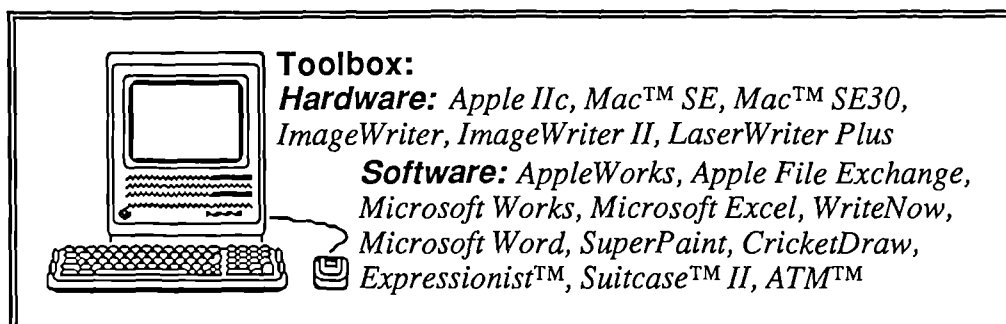 Toolbox:
Hardware: Apple IIc, Mac™ SE, Mac™ SE30,
ImageWriter, ImageWriter II, LaserWriter Plus
Software: AppleWorks, Apple File Exchange,
Microsoft Works, Microsoft Excel, WriteNow,
Microsoft Word, SuperPaint, CricketDraw,
Expressionist™, Suitcase™ II, ATM™